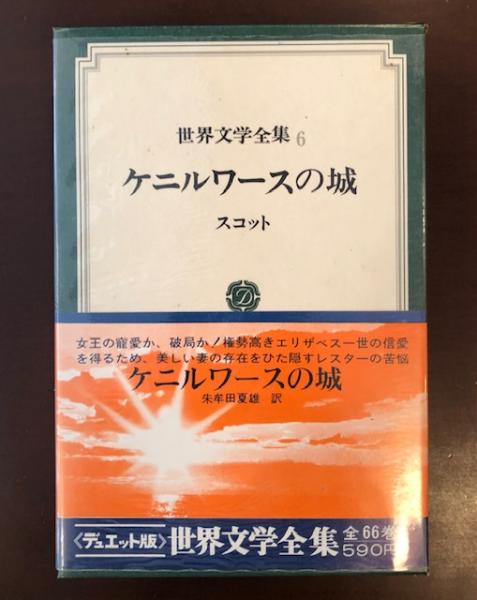 世界文学全集 6
ケニルワースの城
スコット
D
女王の寵愛か、破局か！権勢高きエリザベス一世の信愛
を得るため、美しい妻の存在をひた隠すレスターの苦悩
ケニルワースの城
朱牟田夏雄 訳
〈デュエット版〉世界文学全集 全66巻
590円